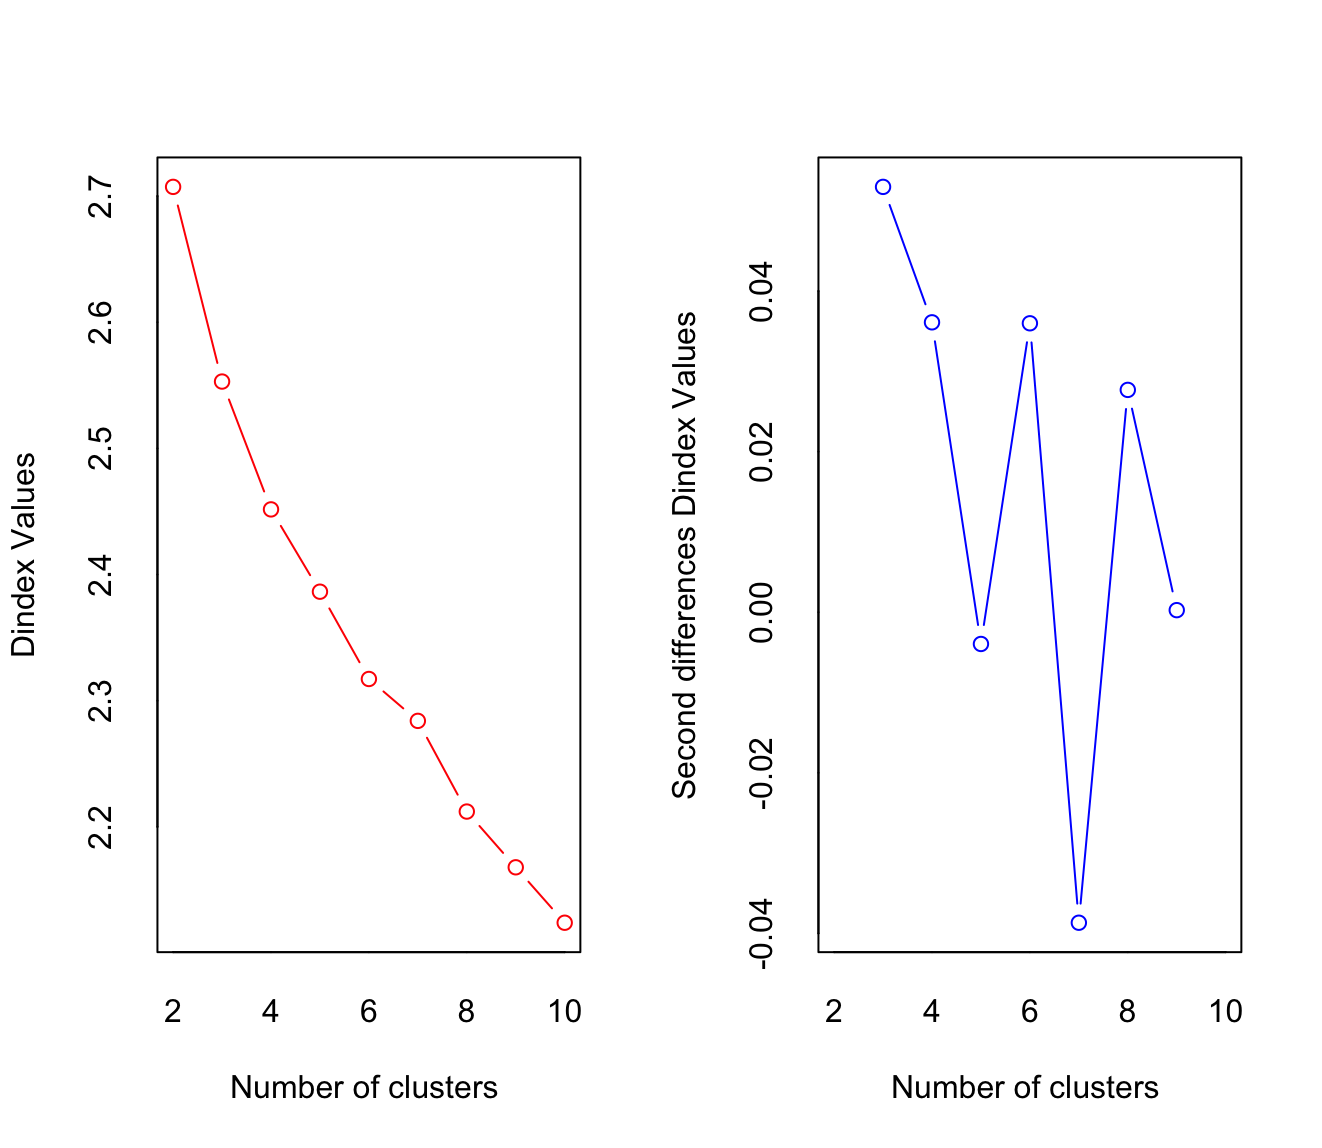 Dindex Values
2.7
2.6
2.5
2.4
2.3
2.2
2 4 6 8 10
Number of clusters
Second differences Dindex Values
0.04
0.02
0.00
-0.02
-0.04
2 4 6 8 10
Number of clusters